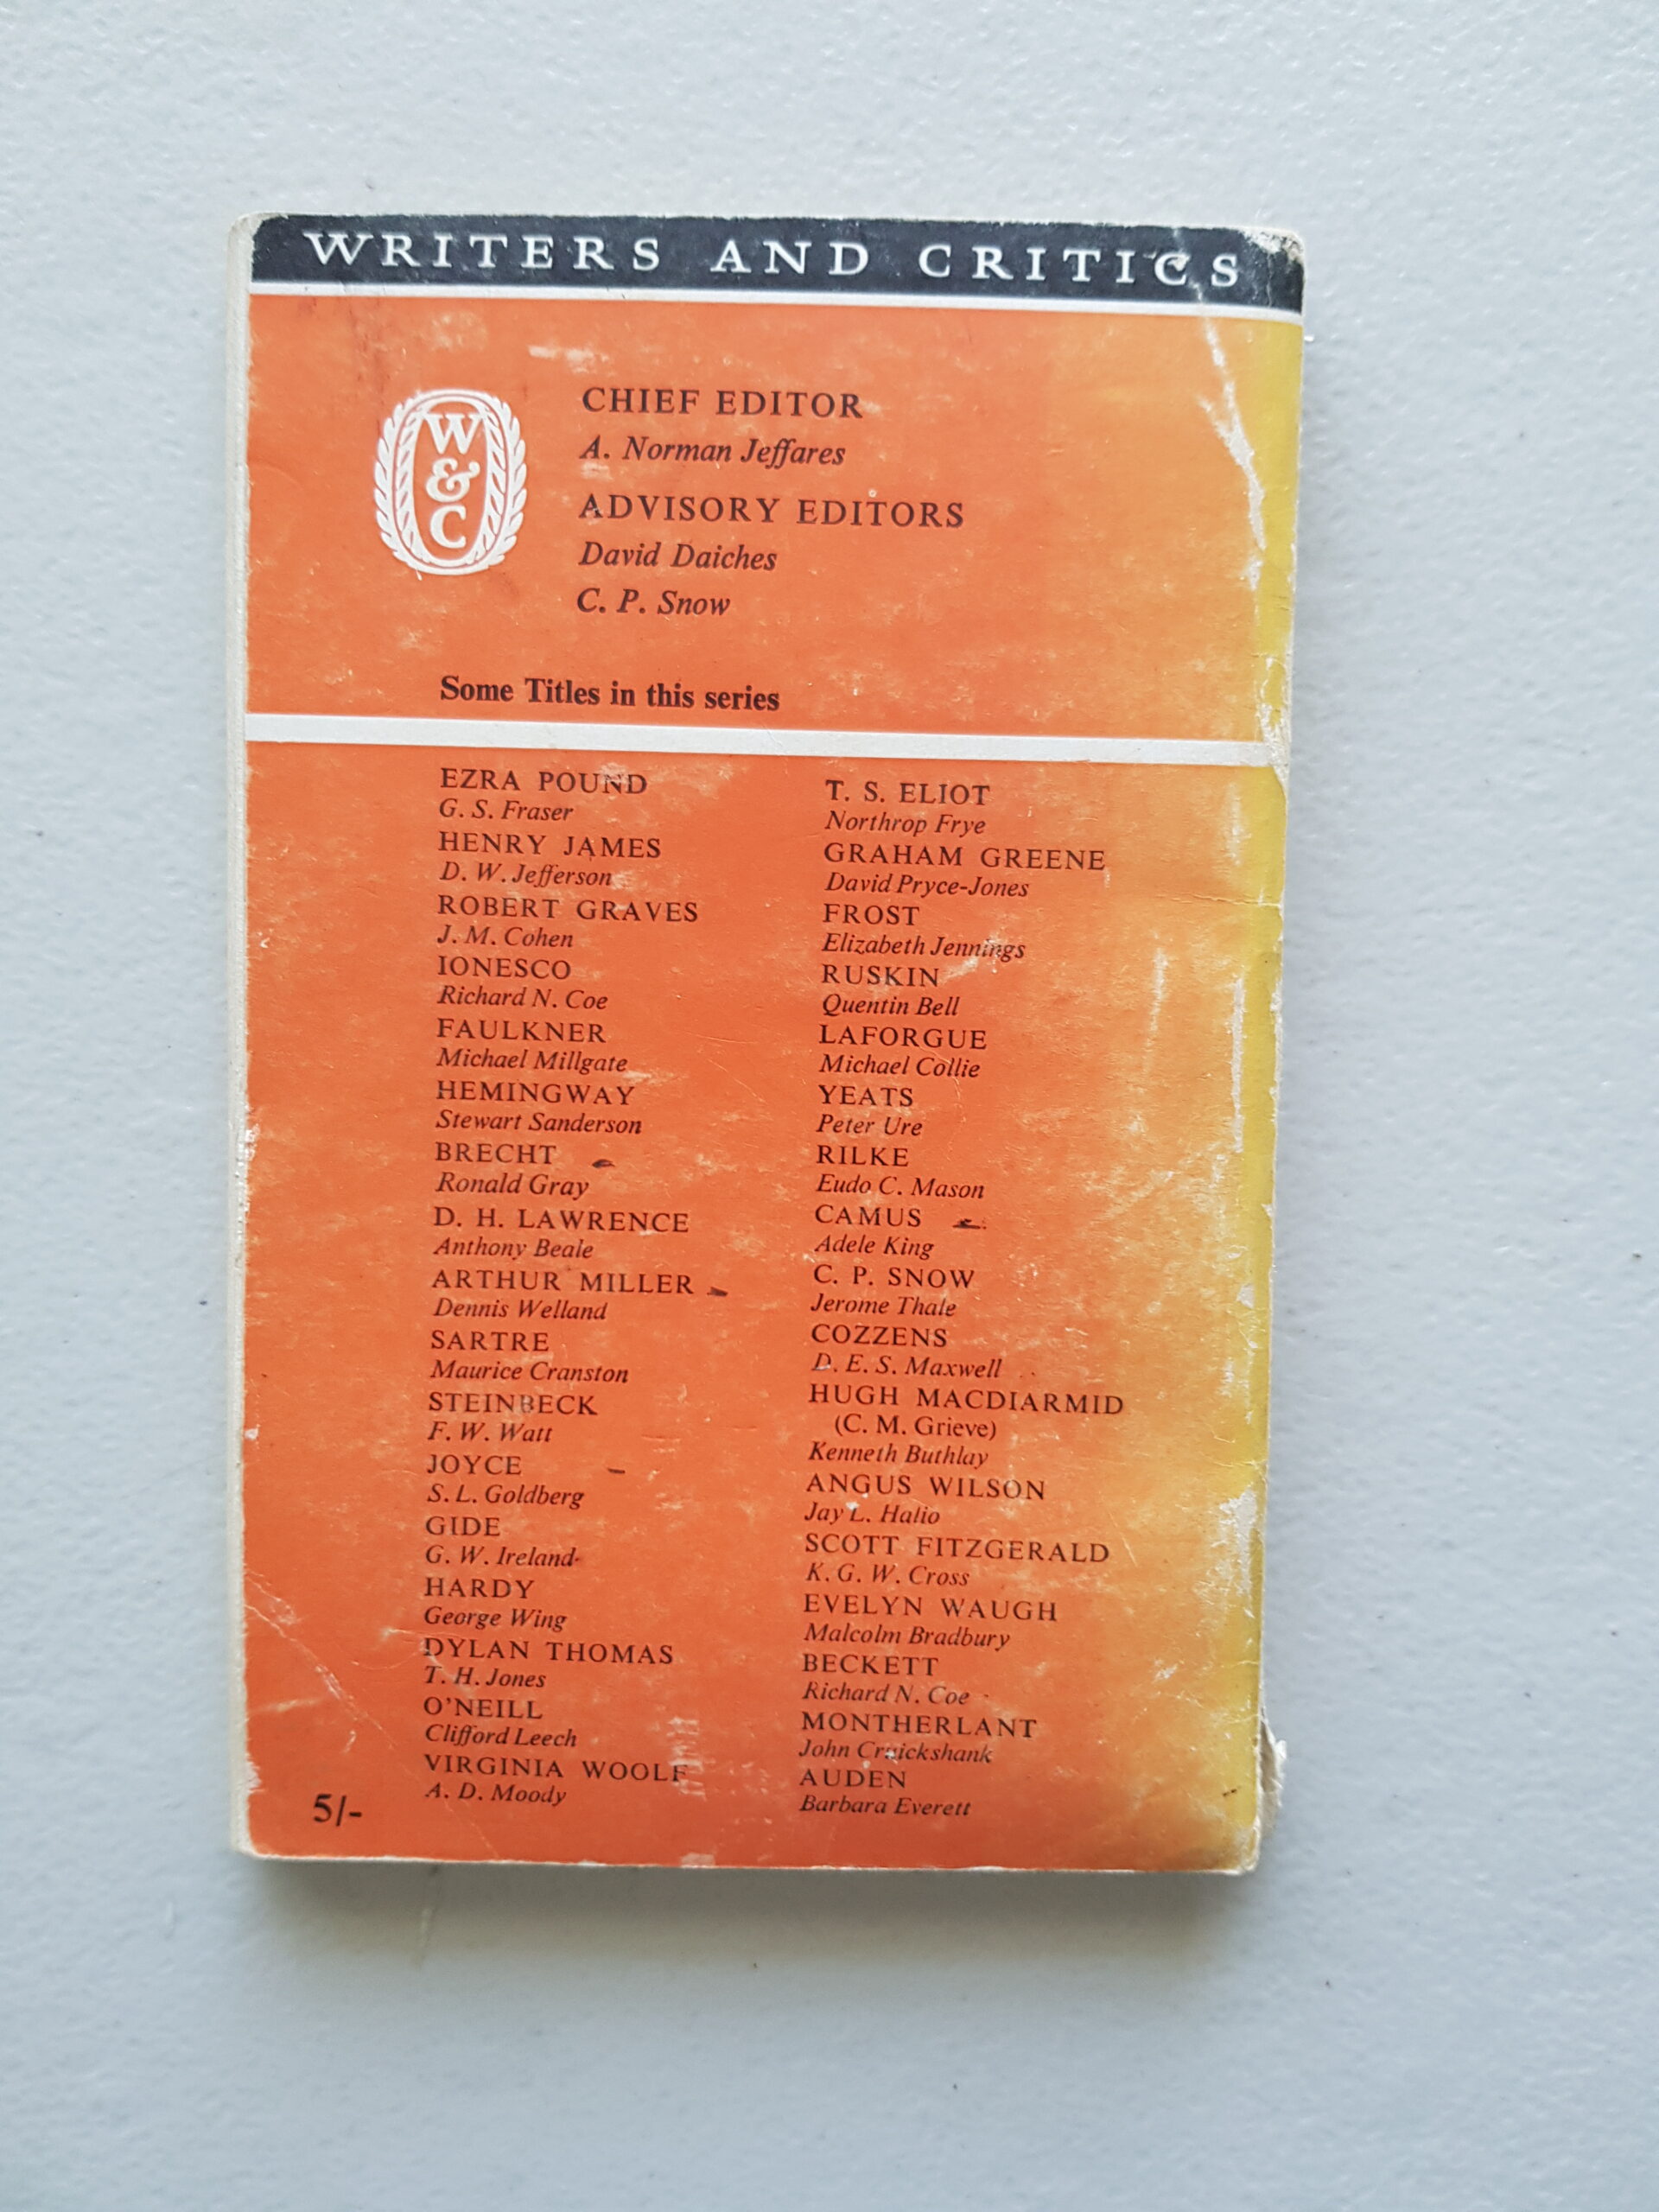 WRITERS AND CRITICS
W
&
C
CHIEF EDITOR
A. Norman Jeffares
ADVISORY EDITORS
David Daiches
C. P. Snow
Some Titles in this series
EZRA POUND
G. S. Fraser
HENRY JAMES
D. W. Jefferson
ROBERT GRAVES
J. M. Cohen
IONESCO
Richard N. Coe
FAULKNER
Michael Millgate
HEMINGWAY
Stewart Sanderson
BRECHT
Ronald Gray
D. H. LAWRENCE
Anthony Beale
ARTHUR MILLER
Dennis Welland
SARTRE
Maurice Cranston
STEINBECK
F. W. Watt
JOYCE
S. L. Goldberg
GIDE
G. W. Ireland
HARDY
George Wing
DYLAN THOMAS
T. H. Jones
O'NEILL
Clifford Leech
VIRGINIA WOOLF
A. D. Moody
T. S. ELIOT
Northrop Frye
GRAHAM GREENE
David Pryce-Jones
FROST
Elizabeth Jennings
RUSKIN
Quentin Bell
LAFORGUE
Michael Collie
YEATS
Peter Ure
RILKE
Eudo C. Mason
CAMUS
Adele King
C. P. SNOW
Jerome Thale
COZZENS
D. E. S. Maxwell
HUGH MACDIARMID
(C. M. Grieve)
Kenneth Buthlay
ANGUS WILSON
Jay L. Halio
SCOTT FITZGERALD
K. G. W. Cross
EVELYN WAUGH
Malcolm Bradbury
BECKETT
Richard N. Coe
MONTHERLANT
John Cruickshank
AUDEN
Barbara Everett
5/-